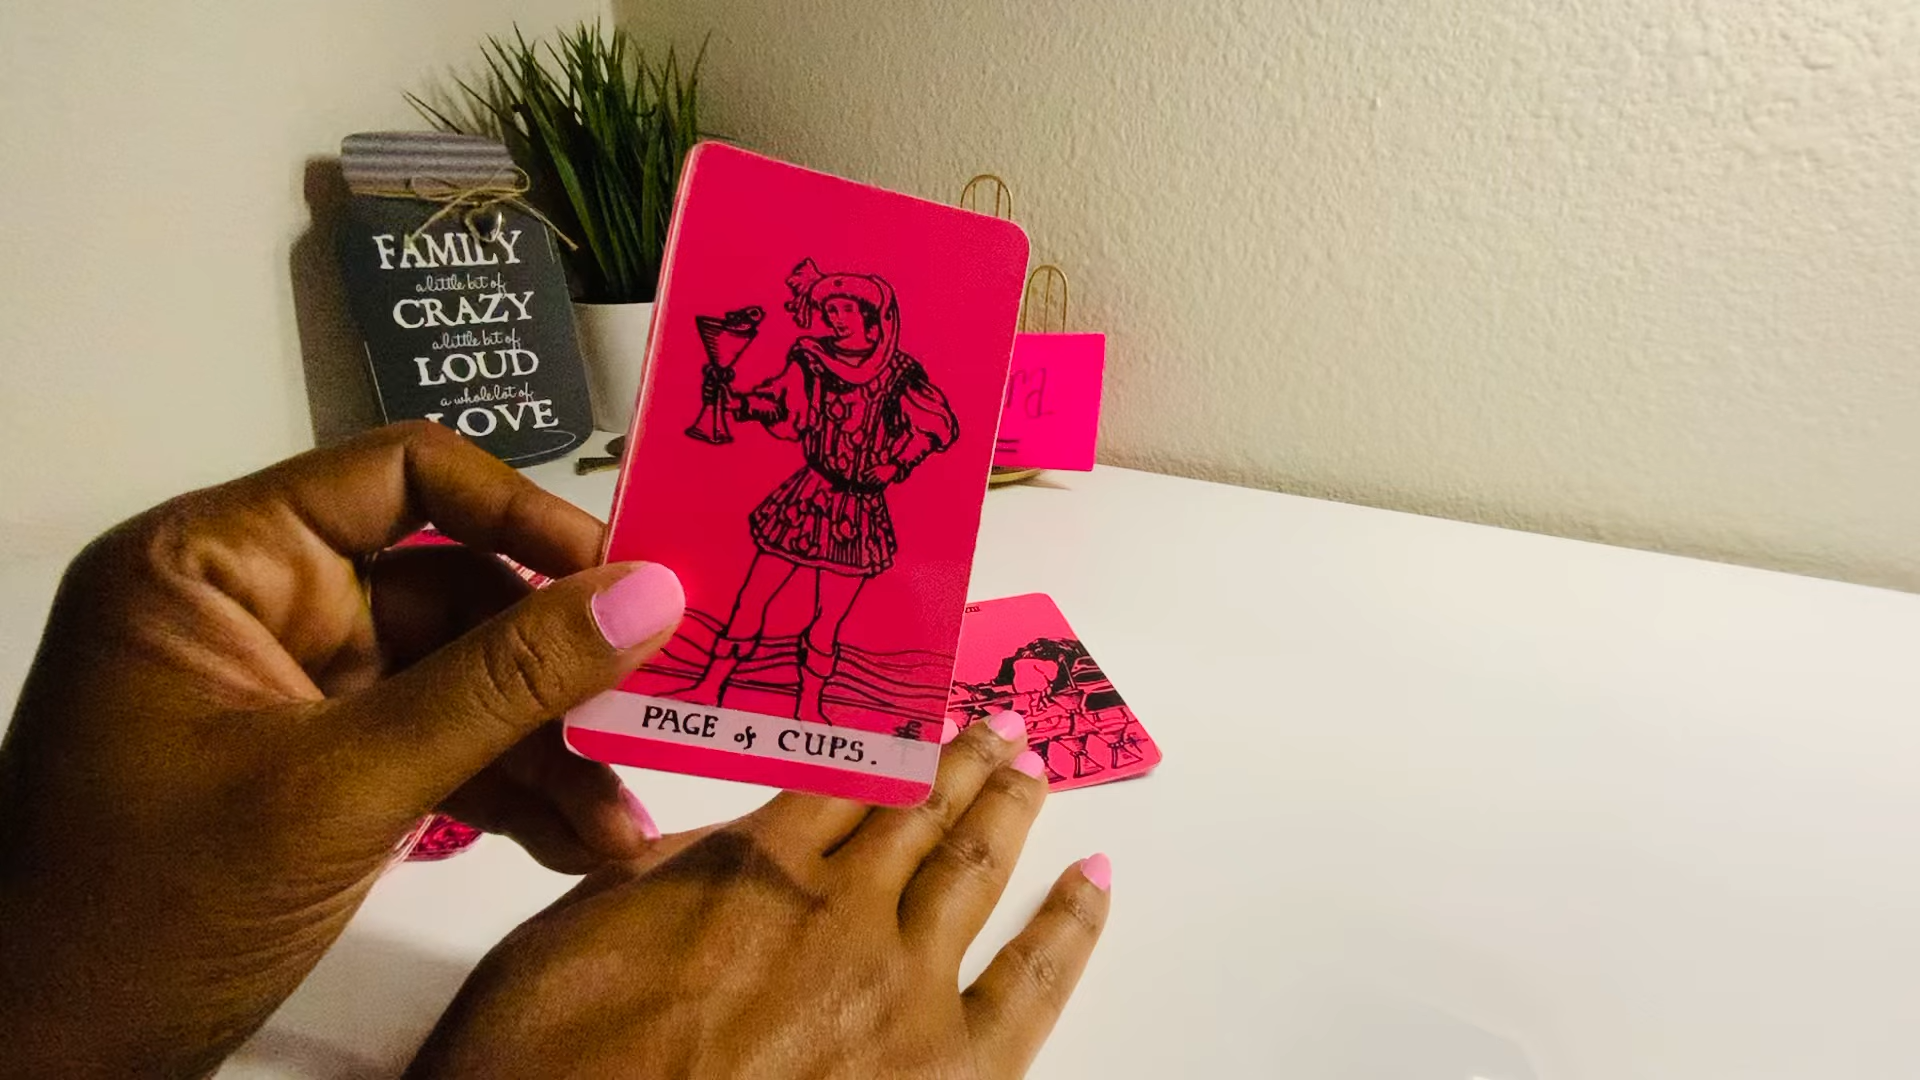 FAMILY
a little bit of
CRAZY
a little bit of
LOUD
a whole lot of
LOVE
PAGE of CUPS.